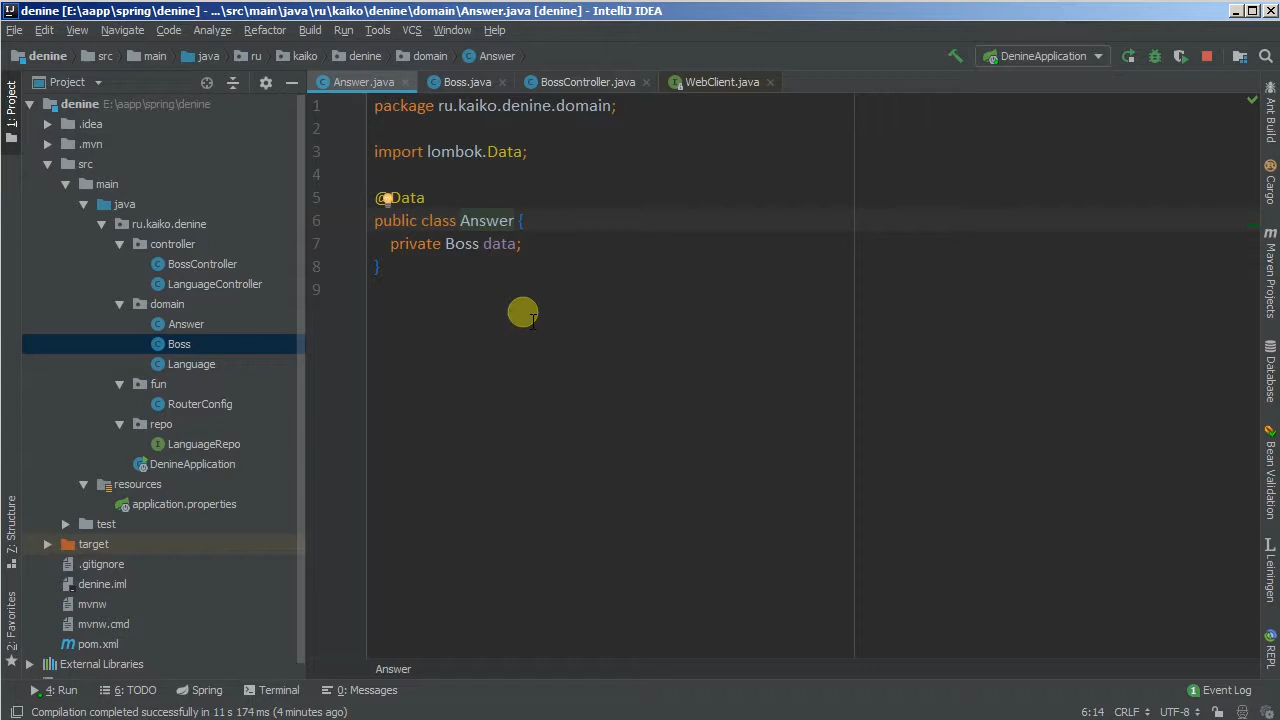 denine [E:\aapp\spring\denine] - ...\src\main\java\ru\kaiko\denine\domain\Answer.java [denine] - IntelliJ IDEA
File Edit View Navigate Code Analyze Refactor Build Run Tools VCS Window Help
denine src main java ru kaiko denine domain Answer DenineApplication
Project Answer.java Boss.java BossController.java WebClient.java
1: Project
2: Favorites
Z: Structure
denine E:\aapp\spring\denine
.idea
.mvn
src
main
java
ru.kaiko.denine
controller
BossController
LanguageController
domain
Answer
Boss
Language
fun
RouterConfig
repo
LanguageRepo
DenineApplication
resources
application.properties
test
target
.gitignore
denine.iml
mvnw
mvnw.cmd
pom.xml
External Libraries
1 package ru.kaiko.denine.domain;
2
3 import lombok.Data;
4
5 @Data
6 public class Answer {
7 private Boss data;
8 }
9
Answer
Ant Build
Cargo
Maven Projects
Database
Bean Validation
Leiningen
REPL
4: Run 6: TODO Spring Terminal 0: Messages 1 Event Log
Compilation completed successfully in 11 s 174 ms (4 minutes ago) 6:14 CRLF UTF-8